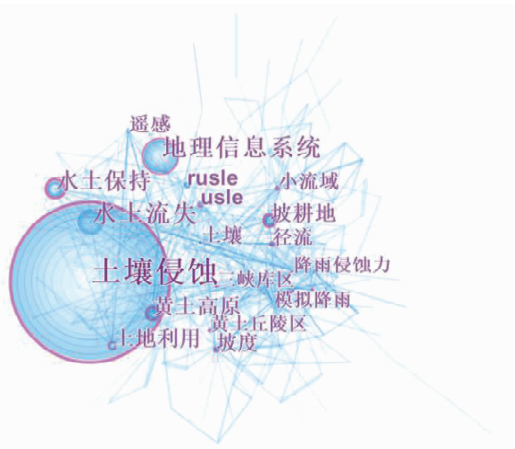 遥感
地理信息系统
水土保持
rusle
小流域
usle
水土流失
坡耕地
土壤
径流
土壤侵蚀
三峡库区
降雨侵蚀力
黄土高原
模拟降雨
黄土丘陵区
土地利用
坡度